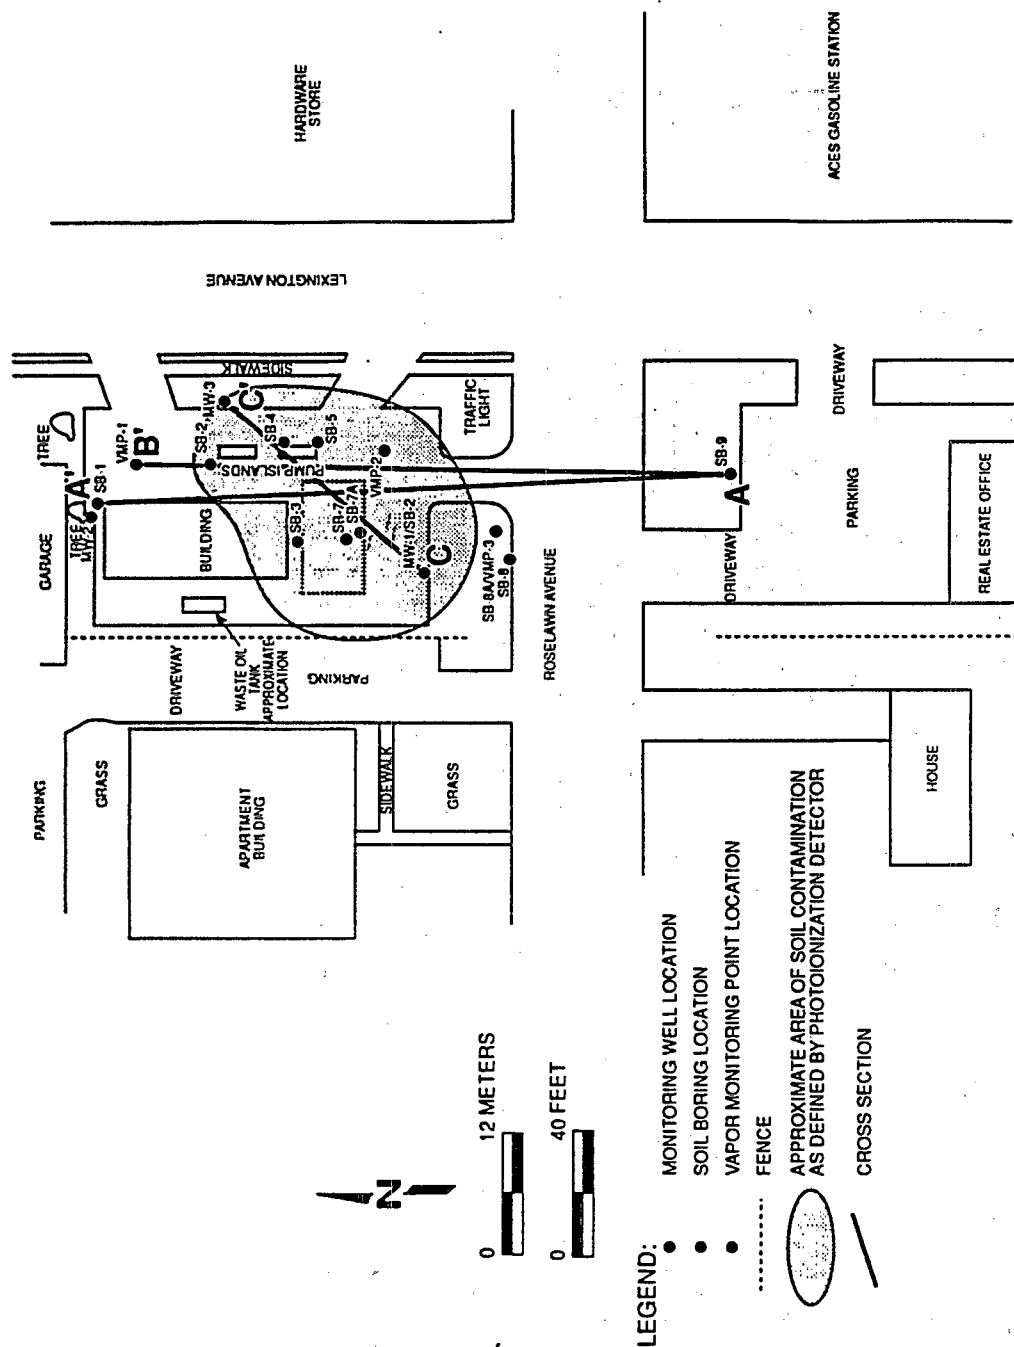 PARKING
GRASS
APARTMENT
BUILDING
SIDEWALK
GRASS
DRIVEWAY
WASTE OIL
TANK
APPROXIMATE
LOCATION
PARKING
GARAGE
TREE
MW-2
A'
SB-1
TREE
VMP-1
B'
BUILDING
SB-2
MW-3
C'
SIDEWALK
PUMP ISLANDS
SB-4
SB-5
SB-3
SB-7
SB-7A
VMP-2
MW-1/SB-2
C
TRAFFIC
LIGHT
SB-8A/VMP-3
SB-8
LEXINGTON AVENUE
HARDWARE
STORE
ROSELAWN AVENUE
ACES GASOLINE STATION
SB-9
A
DRIVEWAY
DRIVEWAY
PARKING
REAL ESTATE OFFICE
HOUSE
N
0 12 METERS
0 40 FEET
LEGEND:
MONITORING WELL LOCATION
SOIL BORING LOCATION
VAPOR MONITORING POINT LOCATION
FENCE
APPROXIMATE AREA OF SOIL CONTAMINATION
AS DEFINED BY PHOTOIONIZATION DETECTOR
CROSS SECTION